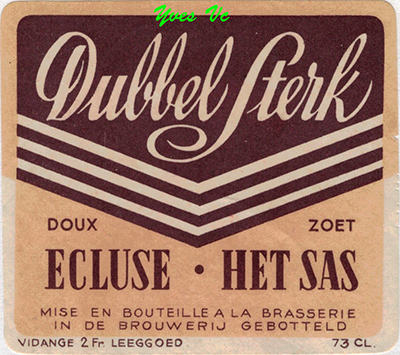 Yves Vc
Dubbel Sterk
DOUX ZOET
ECLUSE · HET SAS
MISE EN BOUTEILLE A LA BRASSERIE
IN DE BROUWERIJ GEBOTTELD
VIDANGE 2 Fr. LEEGGOED 73 CL.